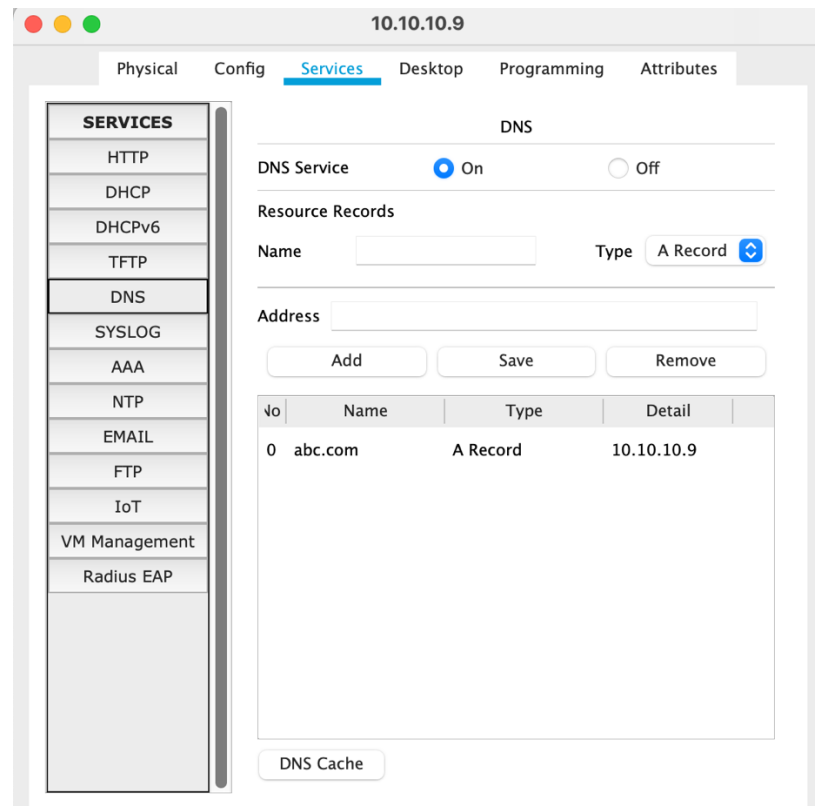 10.10.10.9
Physical Config Services Desktop Programming Attributes
SERVICES
HTTP
DHCP
DHCPv6
TFTP
DNS
SYSLOG
AAA
NTP
EMAIL
FTP
IoT
VM Management
Radius EAP
DNS
DNS Service On Off
Resource Records
Name Type A Record
Address
Add Save Remove
No Name Type Detail
0 abc.com A Record 10.10.10.9
DNS Cache